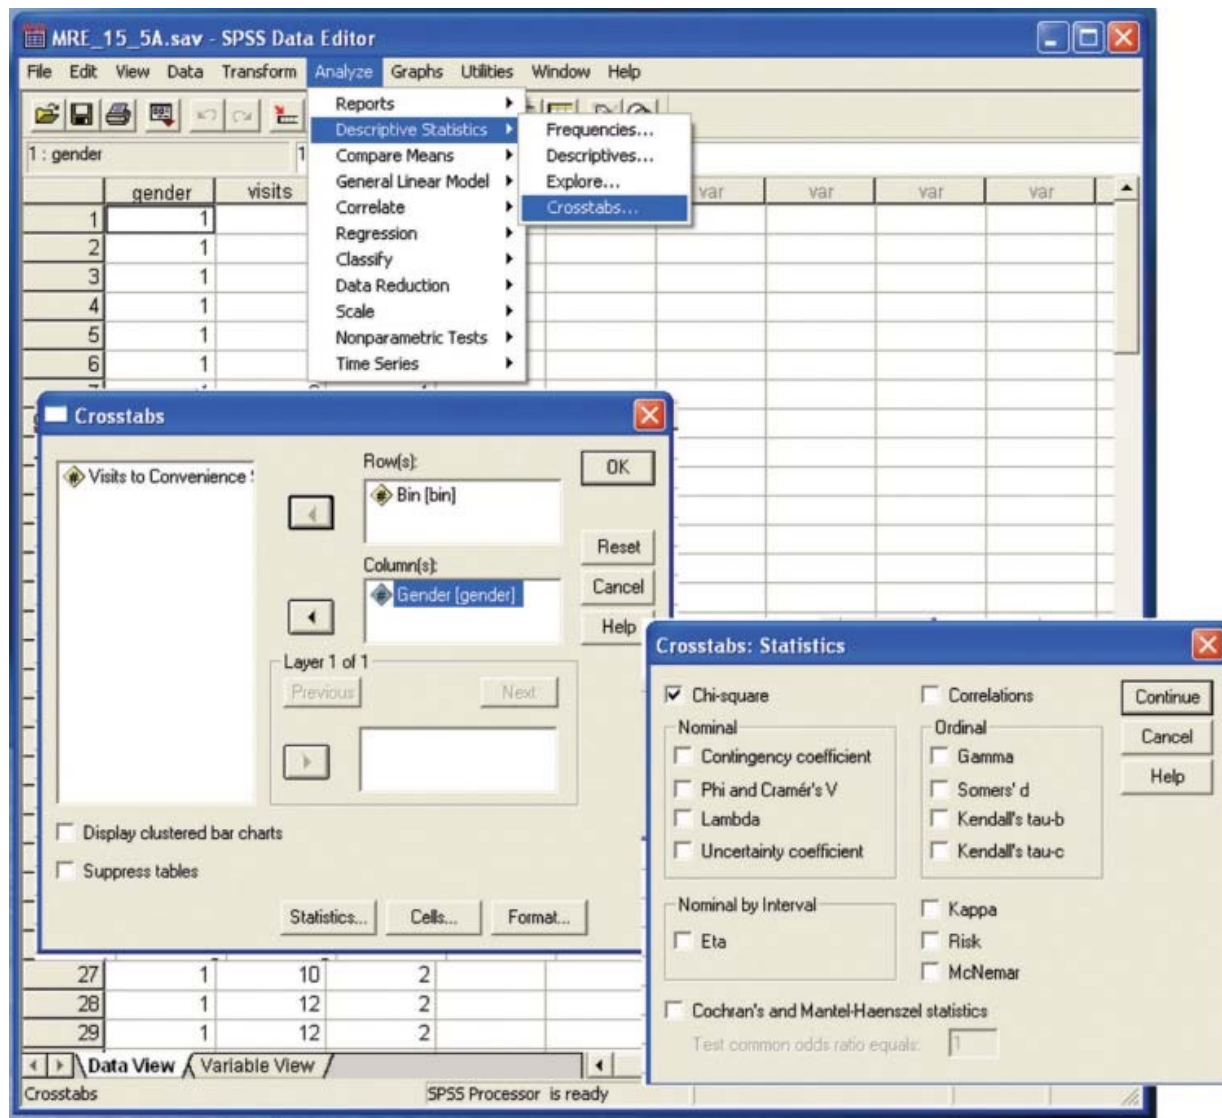 MRE_15_5A.sav - SPSS Data Editor
File Edit View Data Transform Analyze Graphs Utilities Window Help
Reports
Descriptive Statistics
Compare Means
General Linear Model
Correlate
Regression
Classify
Data Reduction
Scale
Nonparametric Tests
Time Series
Frequencies...
Descriptives...
Explore...
Crosstabs...
1 : gender 1
gender visits var var var var
1 1
2 1
3 1
4 1
5 1
6 1
Crosstabs
Visits to Convenience
Row(s):
Bin [bin]
Column(s):
Gender [gender]
Layer 1 of 1
Previous Next
OK
Reset
Cancel
Help
Display clustered bar charts
Suppress tables
Statistics... Cells... Format...
Crosstabs: Statistics
Chi-square
Correlations
Nominal
Contingency coefficient
Phi and Cramér's V
Lambda
Uncertainty coefficient
Ordinal
Gamma
Somers' d
Kendall's tau-b
Kendall's tau-c
Nominal by Interval
Eta
Kappa
Risk
McNemar
Cochran's and Mantel-Haenszel statistics
Test common odds ratio equals: 1
Continue
Cancel
Help
27 1 10 2
28 1 12 2
29 1 12 2
Data View Variable View
Crosstabs SPSS Processor is ready